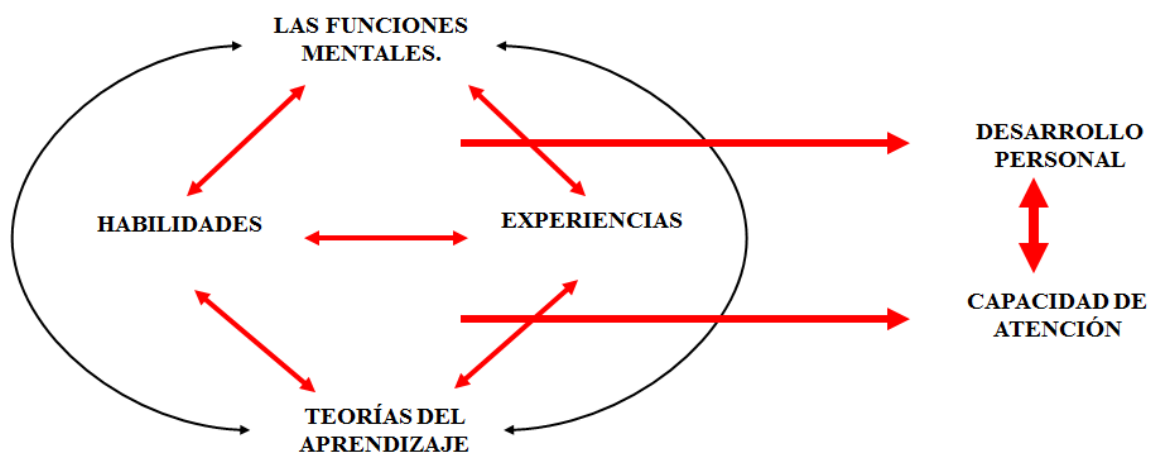 LAS FUNCIONES
MENTALES.
DESARROLLO
PERSONAL
HABILIDADES
EXPERIENCIAS
CAPACIDAD DE
ATENCIÓN
TEORÍAS DEL
APRENDIZAJE